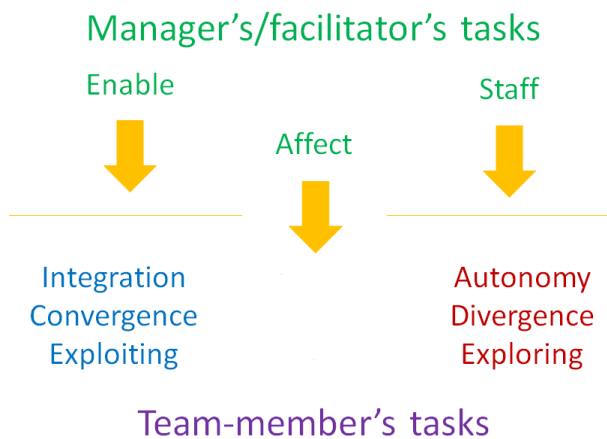 Manager's/facilitator's tasks
Enable
Staff
Affect
Integration
Convergence
Exploiting
Autonomy
Divergence
Exploring
Team-member's tasks